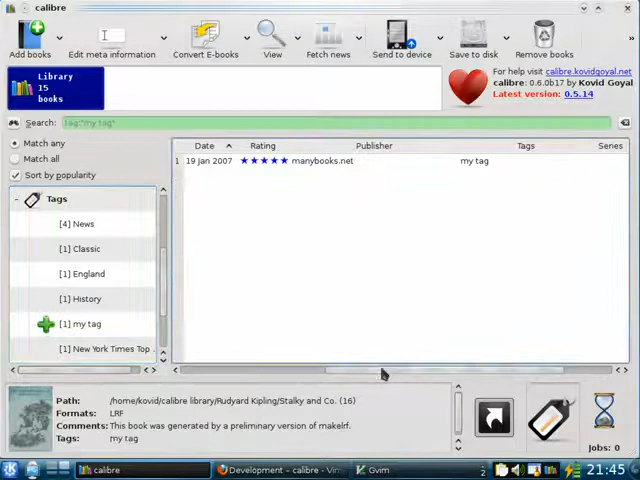 calibre
Add books
Edit meta information
Convert E-books
View
Fetch news
Send to device
Save to disk
Remove books
»
Library
15
books
For help visit calibre.kovidgoyal.net
calibre: 0.6.0b17 by Kovid Goyal
Latest version: 0.5.14
Search: tag:"my tag"
Match any
Match all
Sort by popularity
Date Rating Publisher Tags Series
1 19 Jan 2007 ★★★★★ manybooks.net my tag
Tags
[4] News
[1] Classic
[1] England
[1] History
[1] my tag
[1] New York Times Top .
Path: /home/kovid/calibre library/Rudyard Kipling/Stalky and Co. (16)
Formats: LRF
Comments: This book was generated by a preliminary version of makelrf.
Tags: my tag
Jobs: 0
calibre
Development – calibre - Vim
Gvim
2
21:45